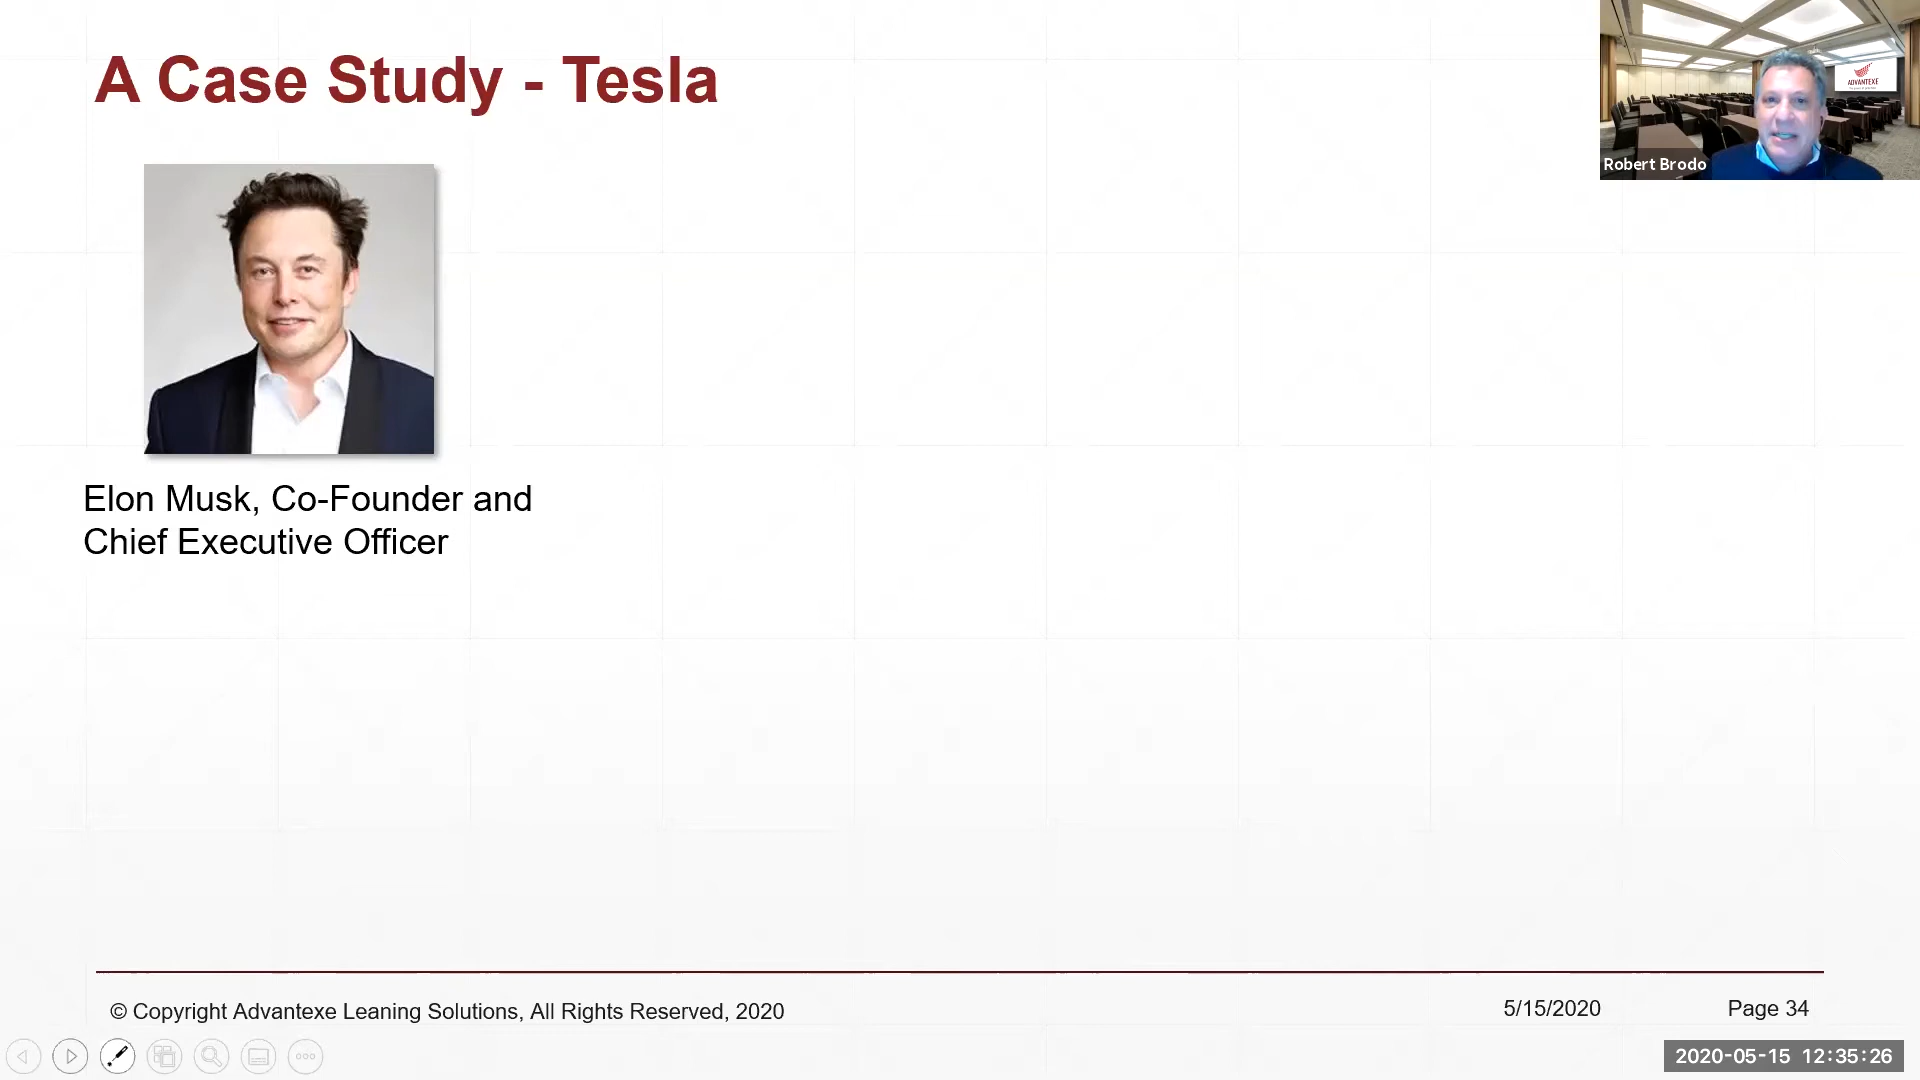 A Case Study - Tesla
ADVANTEXE
Robert Brodo
Elon Musk, Co-Founder and
Chief Executive Officer
© Copyright Advantexe Leaning Solutions, All Rights Reserved, 2020
5/15/2020
Page 34
2020-05-15 12:35:26